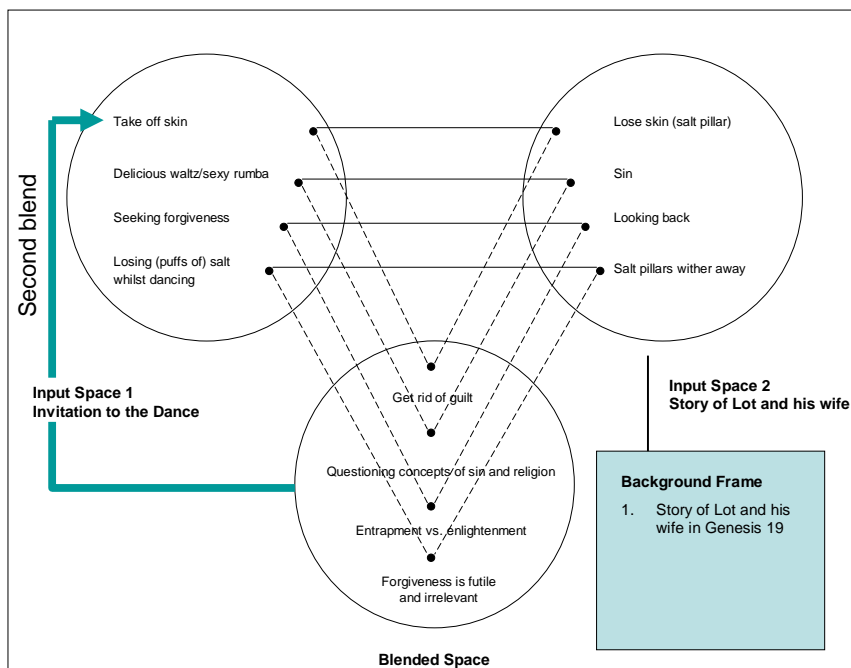 Take off skin
Delicious waltz/sexy rumba
Seeking forgiveness
Losing (puffs of) salt
whilst dancing
Lose skin (salt pillar)
Sin
Looking back
Salt pillars wither away
Second blend
Input Space 1
Invitation to the Dance
Input Space 2
Story of Lot and his wife
Get rid of guilt
Questioning concepts of sin and religion
Entrapment vs. enlightenment
Forgiveness is futile
and irrelevant
Blended Space
Background Frame
1. Story of Lot and his
wife in Genesis 19